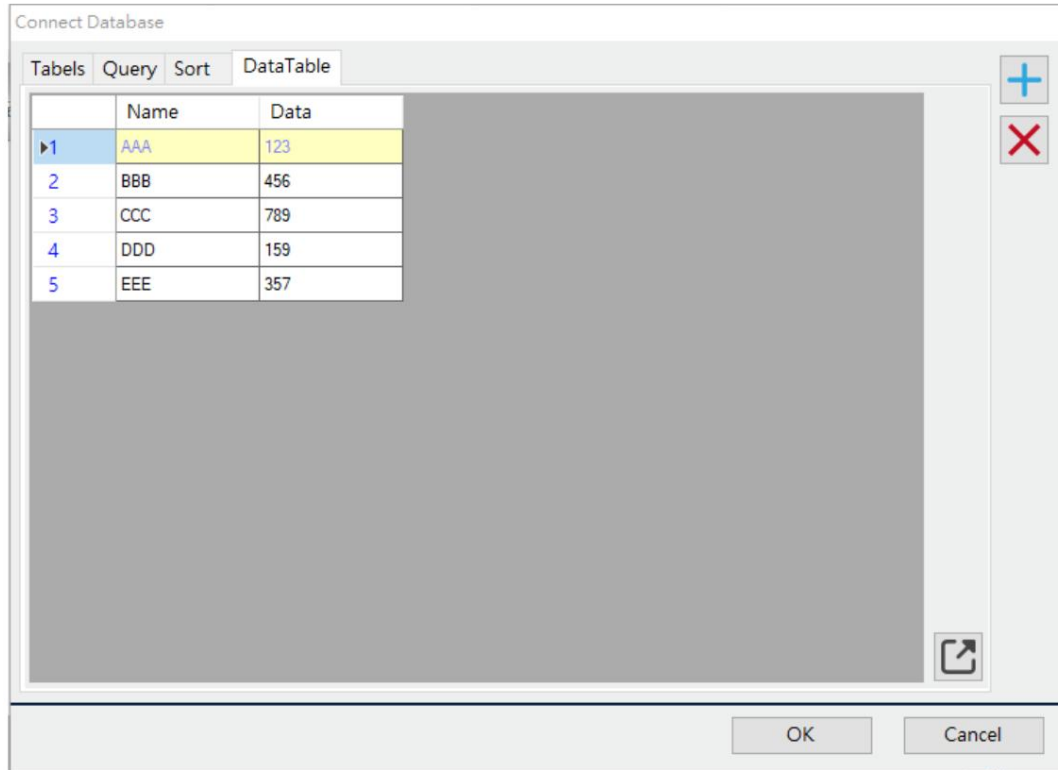 Connect Database
Tabels Query Sort DataTable
Name Data
1 AAA 123
2 BBB 456
3 CCC 789
4 DDD 159
5 EEE 357
OK Cancel